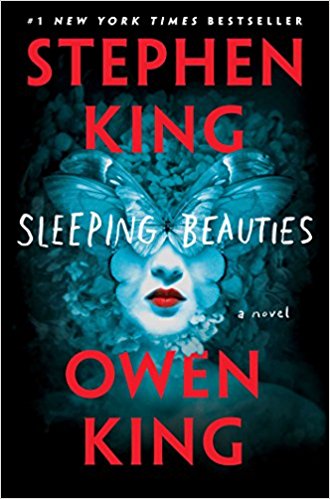 #1 NEW YORK TIMES BESTSELLER
STEPHEN
KING
SLEEPING BEAUTIES
a novel
OWEN
KING